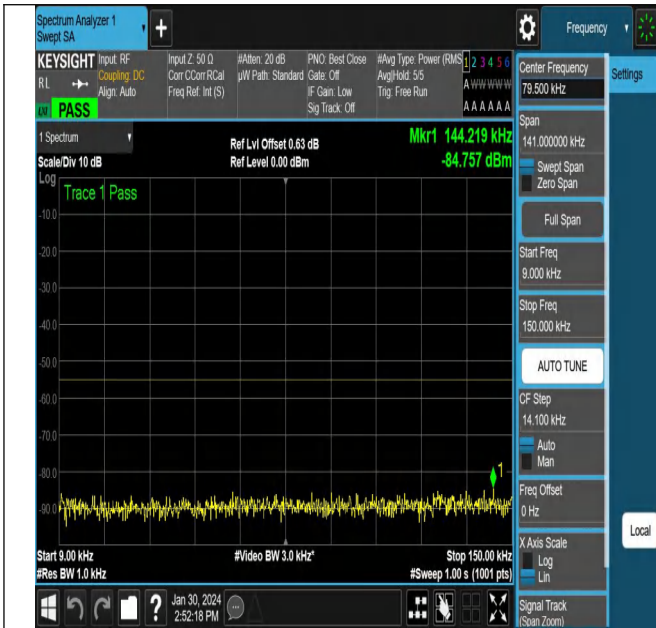 Spectrum Analyzer 1
Swept SA
Frequency
KEYSIGHT
RL
PASS
Input: RF
Coupling: DC
Align: Auto
Input Z: 50 Ω
Corr CCorr RCal
Freq Ref: Int (S)
#Atten: 20 dB
µW Path: Standard
PNO: Best Close
Gate: Off
IF Gain: Low
Sig Track: Off
#Avg Type: Power (RMS
Avg|Hold: 5/5
Trig: Free Run
1 2 3 4 5 6
A W W W W W
A A A A A A
Settings
1 Spectrum
Scale/Div 10 dB
Ref Lvl Offset 0.63 dB
Ref Level 0.00 dBm
Mkr1 144.219 kHz
-84.757 dBm
Log
Trace 1 Pass
-10.0
-20.0
-30.0
-40.0
-50.0
-60.0
-70.0
-80.0
-90.0
1
Start 9.00 kHz
#Res BW 1.0 kHz
#Video BW 3.0 kHz*
Stop 150.00 kHz
#Sweep 1.00 s (1001 pts)
Center Frequency
79.500 kHz
Span
141.000000 kHz
Swept Span
Zero Span
Full Span
Start Freq
9.000 kHz
Stop Freq
150.000 kHz
AUTO TUNE
CF Step
14.100 kHz
Auto
Man
Freq Offset
0 Hz
X Axis Scale
Log
Lin
Signal Track
(Span Zoom)
Local
?
Jan 30, 2024
2:52:18 PM